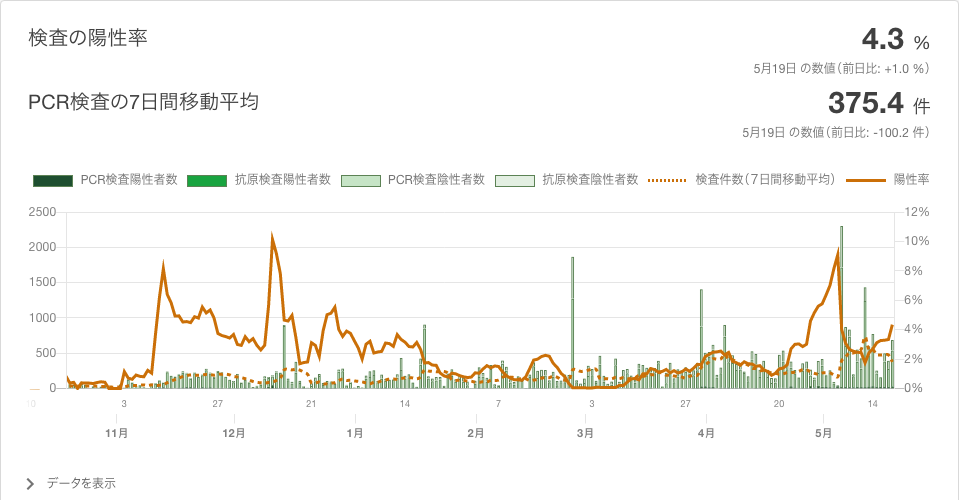 検査の陽性率
4.3 %
5月19日 の数値（前日比: +1.0 %）
PCR検査の7日間移動平均
375.4 件
5月19日 の数値（前日比: -100.2 件）
PCR検査陽性者数 抗原検査陽性者数 PCR検査陰性者数 抗原検査陰性者数 検査件数（7日間移動平均） 陽性率
2500 12%
2000 10%
1500 8%
1000 6%
500 4%
0 2%
0%
3 27 21 14 7 3 27 20 14
11月 12月 1月 2月 3月 4月 5月
データを表示